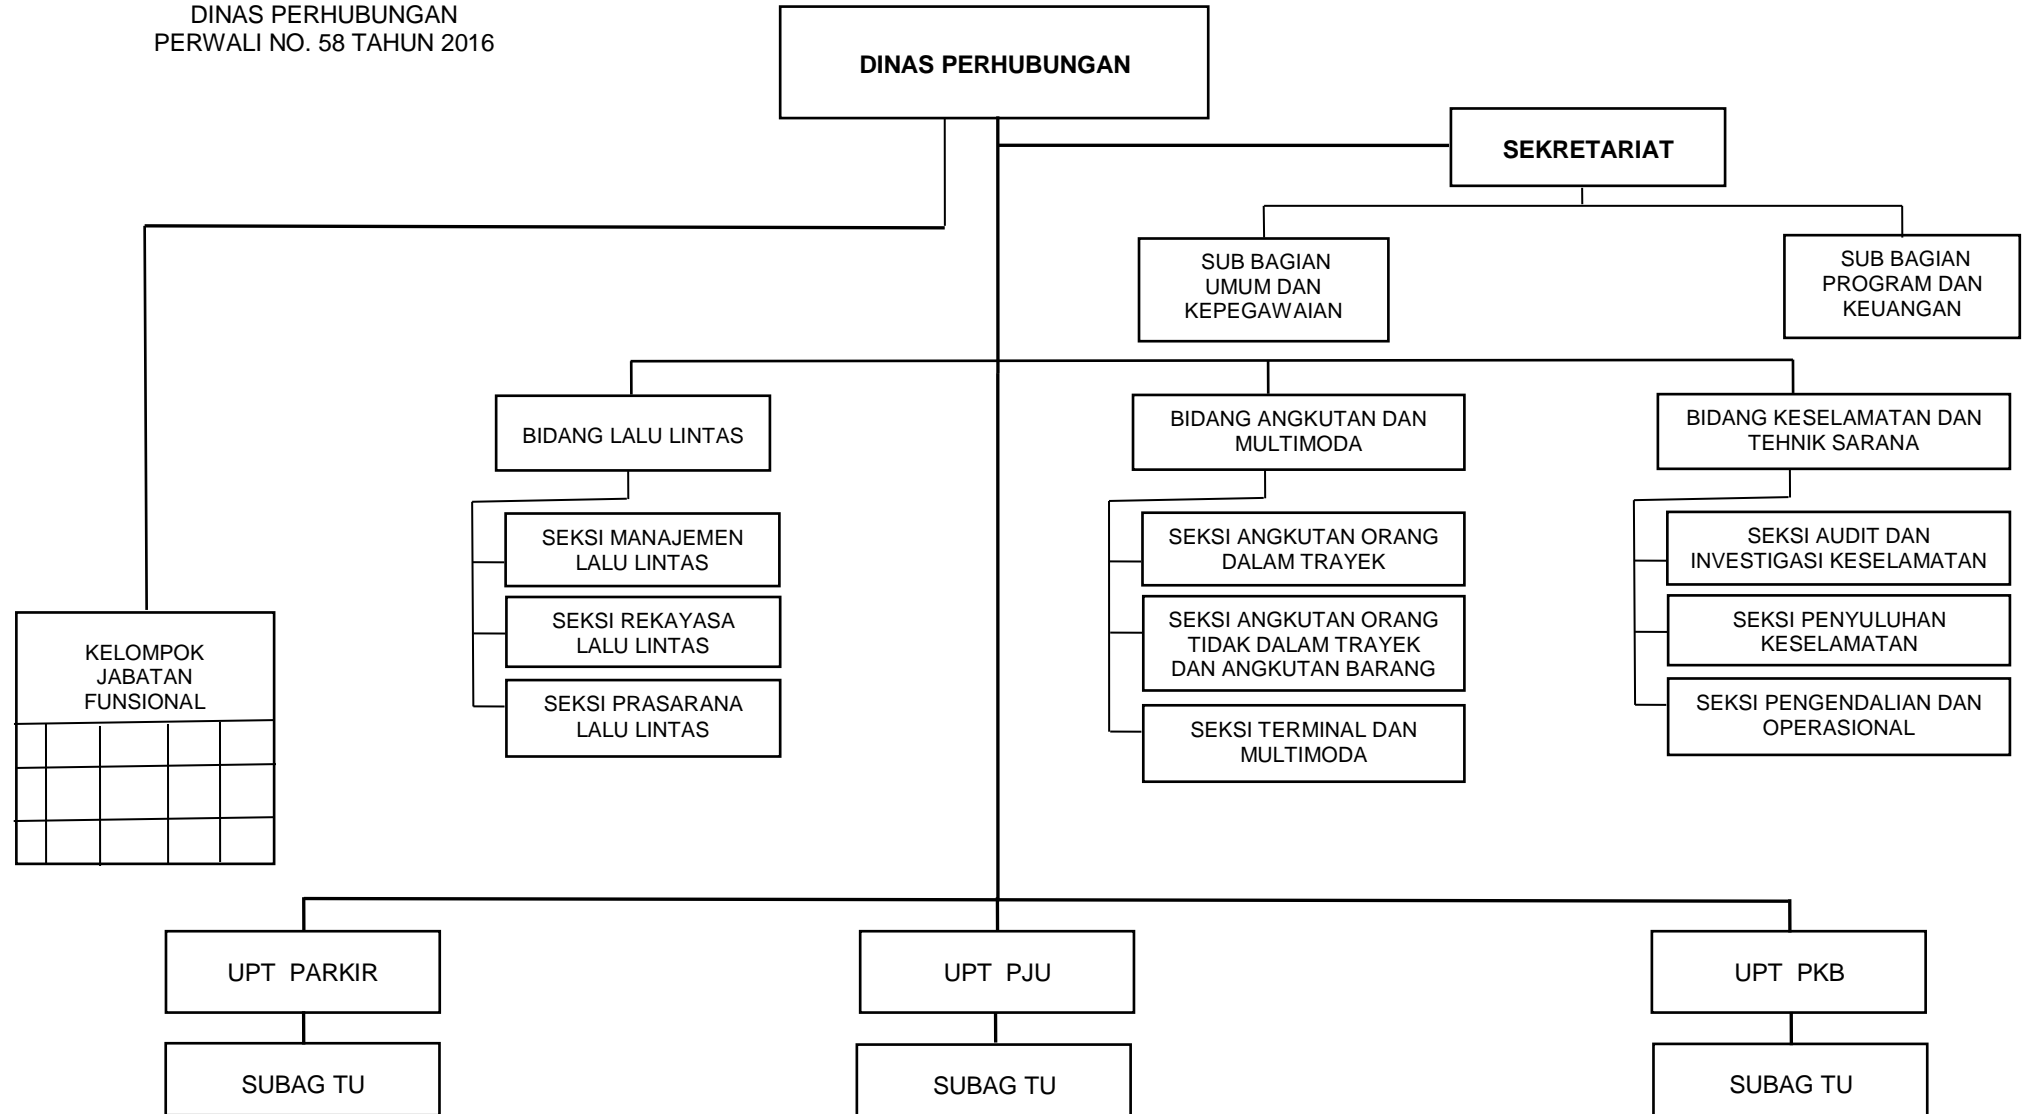 DINAS PERHUBUNGAN
PERWALI NO. 58 TAHUN 2016
DINAS PERHUBUNGAN
SEKRETARIAT
SUB BAGIAN
UMUM DAN
KEPEGAWAIAN
SUB BAGIAN
PROGRAM DAN
KEUANGAN
BIDANG LALU LINTAS
BIDANG ANGKUTAN DAN
MULTIMODA
BIDANG KESELAMATAN DAN
TEHNIK SARANA
SEKSI MANAJEMEN
LALU LINTAS
SEKSI REKAYASA
LALU LINTAS
SEKSI PRASARANA
LALU LINTAS
SEKSI ANGKUTAN ORANG
DALAM TRAYEK
SEKSI ANGKUTAN ORANG
TIDAK DALAM TRAYEK
DAN ANGKUTAN BARANG
SEKSI TERMINAL DAN
MULTIMODA
SEKSI AUDIT DAN
INVESTIGASI KESELAMATAN
SEKSI PENYULUHAN
KESELAMATAN
SEKSI PENGENDALIAN DAN
OPERASIONAL
KELOMPOK
JABATAN
FUNSIONAL
UPT PARKIR
UPT PJU
UPT PKB
SUBAG TU
SUBAG TU
SUBAG TU